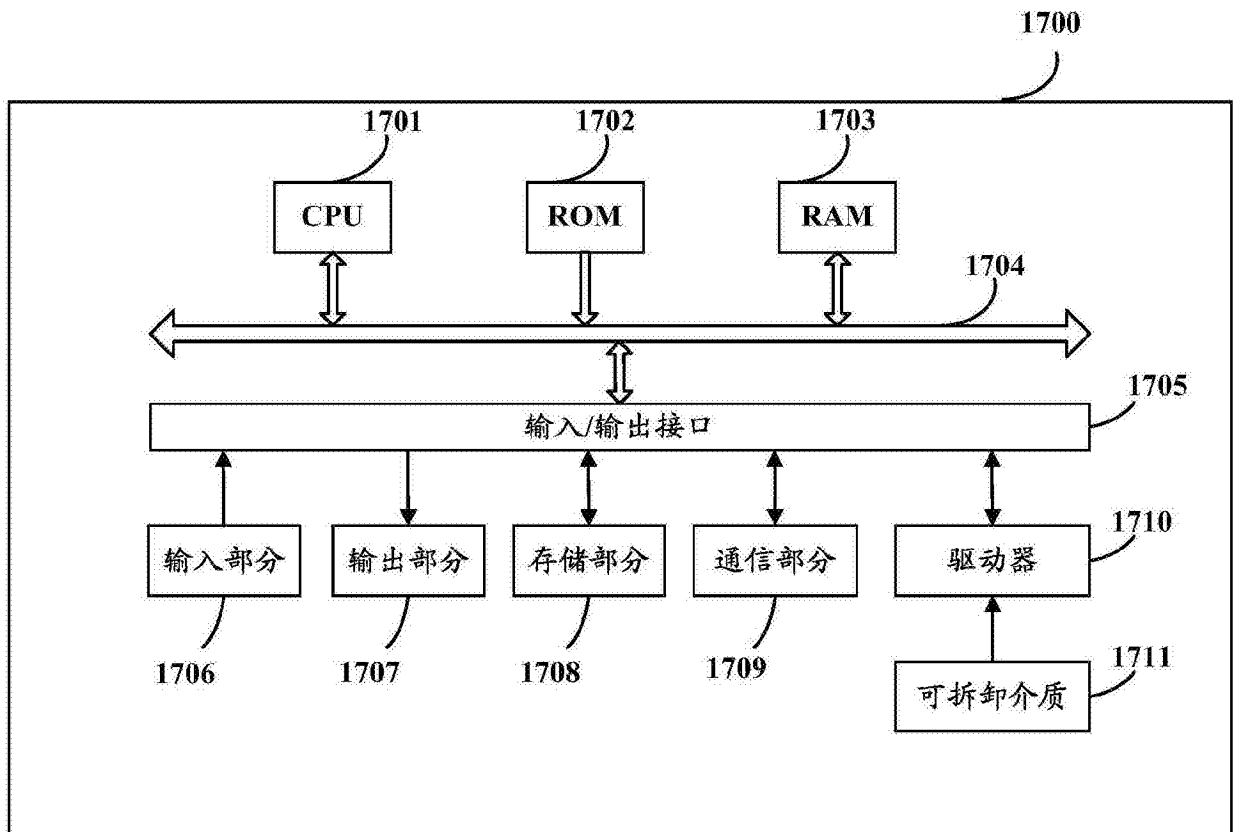 1700
1701
1702
1703
CPU
ROM
RAM
1704
1705
输入/输出接口
输入部分
输出部分
存储部分
通信部分
驱动器
1710
1706
1707
1708
1709
可拆卸介质
1711